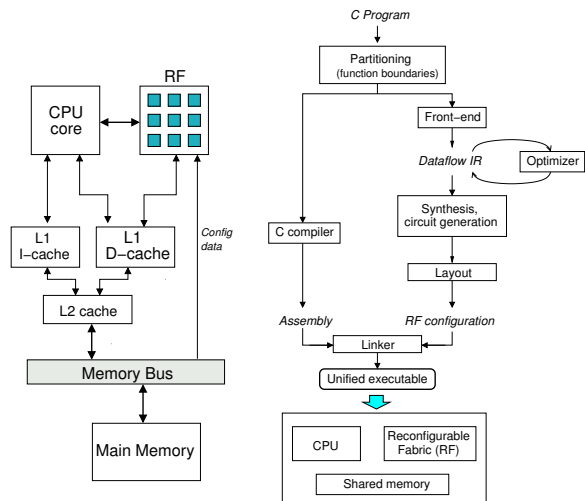 RF
CPU
core
Config
data
L1
I-cache
L1
D-cache
L2 cache
Memory Bus
Main Memory
C Program
Partitioning
(function boundaries)
Front-end
Dataflow IR
Optimizer
Synthesis,
circuit generation
C compiler
Layout
Assembly
RF configuration
Linker
Unified executable
CPU
Reconfigurable
Fabric (RF)
Shared memory